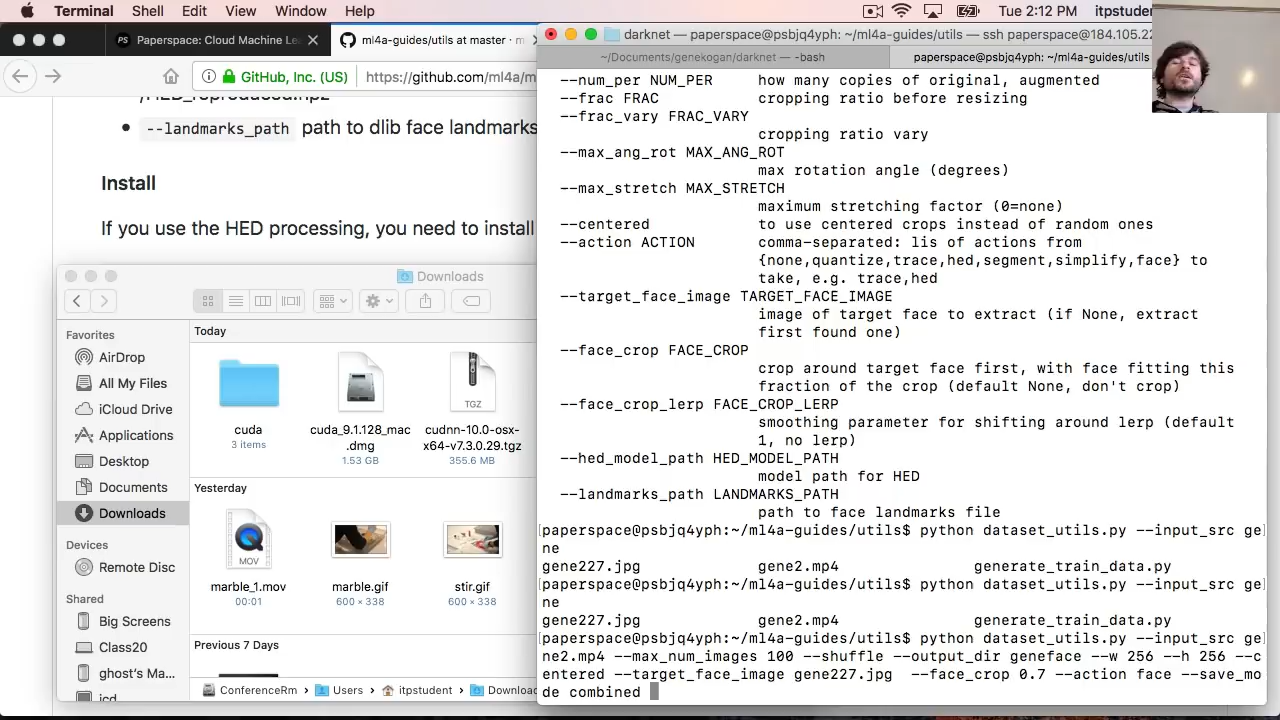 Terminal Shell Edit View Window Help Tue 2:12 PM itpstuden
PS Paperspace: Cloud Machine Le
ml4a-guides/utils at master · m
GitHub, Inc. (US) https://github.com/ml4a/m
/HED_reproduced.npz
--landmarks_path path to dlib face landmarks
Install
If you use the HED processing, you need to install
Downloads
Favorites
AirDrop
All My Files
iCloud Drive
Applications
Desktop
Documents
Downloads
Devices
Remote Disc
Shared
Big Screens
Class20
ghost's Ma...
icd
Today
cuda
3 items
cuda_9.1.128_mac
.dmg
1.53 GB
TGZ
cudnn-10.0-osx-
x64-v7.3.0.29.tgz
355.6 MB
Yesterday
MOV
marble_1.mov
00:01
marble.gif
600 × 338
stir.gif
600 × 338
Previous 7 Days
ConferenceRm Users itpstudent Download
darknet — paperspace@psbjq4yph: ~/ml4a-guides/utils — ssh paperspace@184.105.22
~/Documents/genekogan/darknet — -bash
paperspace@psbjq4yph: ~/ml4a-guides/utils
--num_per NUM_PER how many copies of original, augmented
--frac FRAC cropping ratio before resizing
--frac_vary FRAC_VARY
cropping ratio vary
--max_ang_rot MAX_ANG_ROT
max rotation angle (degrees)
--max_stretch MAX_STRETCH
maximum stretching factor (0=none)
--centered to use centered crops instead of random ones
--action ACTION comma-separated: lis of actions from
{none,quantize,trace,hed,segment,simplify,face} to
take, e.g. trace,hed
--target_face_image TARGET_FACE_IMAGE
image of target face to extract (if None, extract
first found one)
--face_crop FACE_CROP
crop around target face first, with face fitting this
fraction of the crop (default None, don't crop)
--face_crop_lerp FACE_CROP_LERP
smoothing parameter for shifting around lerp (default
1, no lerp)
--hed_model_path HED_MODEL_PATH
model path for HED
--landmarks_path LANDMARKS_PATH
path to face landmarks file
paperspace@psbjq4yph:~/ml4a-guides/utils$ python dataset_utils.py --input_src ge
ne
gene227.jpg gene2.mp4 generate_train_data.py
paperspace@psbjq4yph:~/ml4a-guides/utils$ python dataset_utils.py --input_src ge
ne
gene227.jpg gene2.mp4 generate_train_data.py
paperspace@psbjq4yph:~/ml4a-guides/utils$ python dataset_utils.py --input_src ge
ne2.mp4 --max_num_images 100 --shuffle --output_dir geneface --w 256 --h 256 --c
entered --target_face_image gene227.jpg --face_crop 0.7 --action face --save_mo
de combined